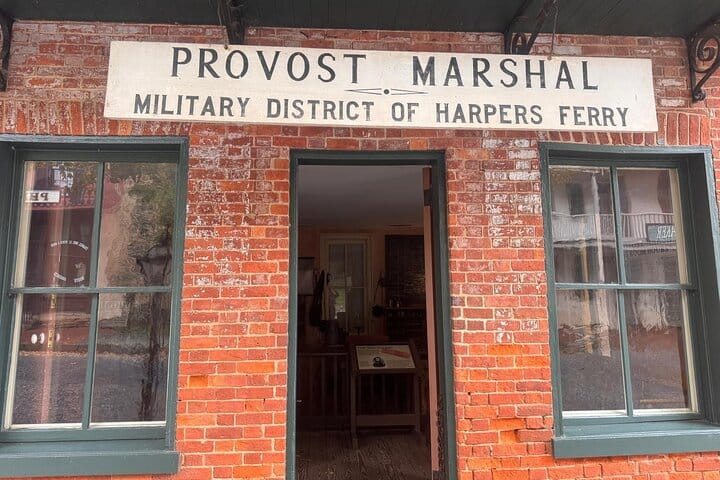 PROVOST MARSHAL
MILITARY DISTRICT OF HARPERS FERRY